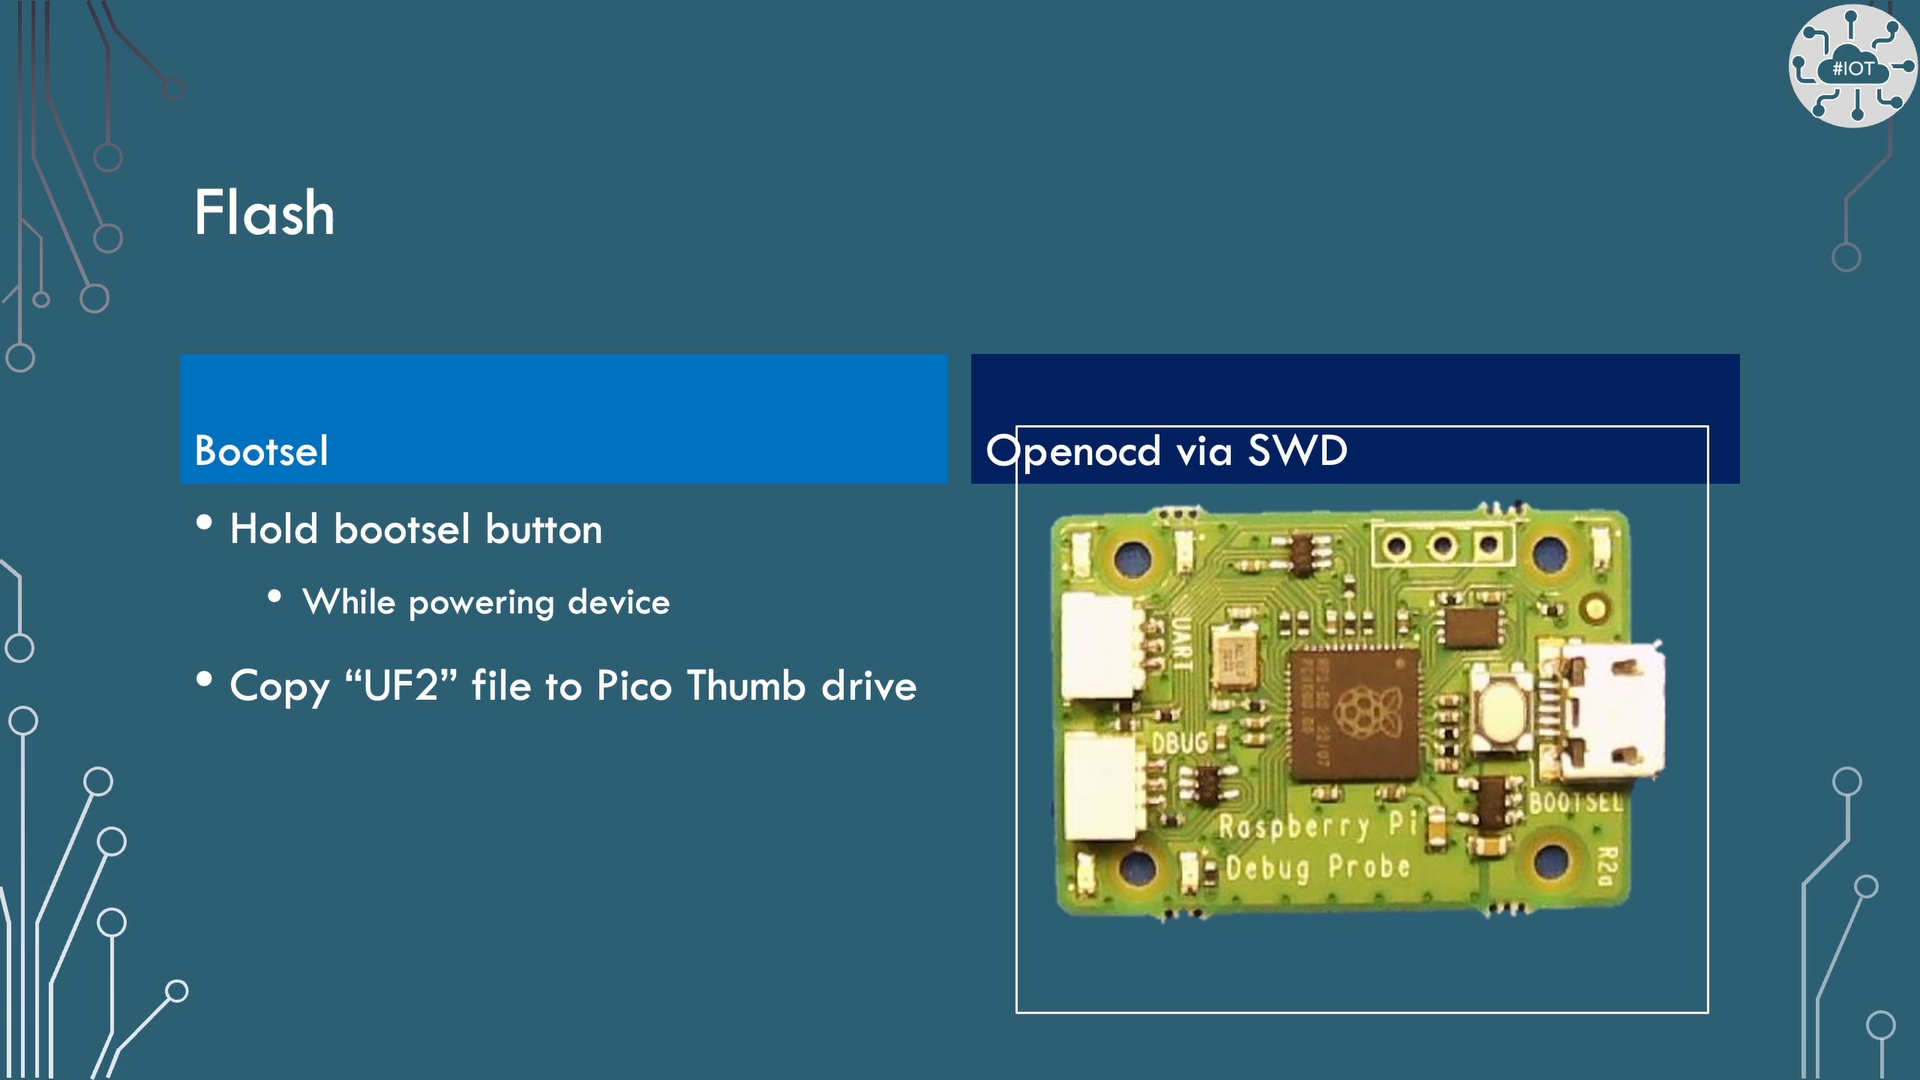 #IOT
Flash
Bootsel
Openocd via SWD
• Hold bootsel button
• While powering device
• Copy “UF2” file to Pico Thumb drive
UART
DBUG
BOOTSEL
Raspberry Pi
Debug Probe
R2a